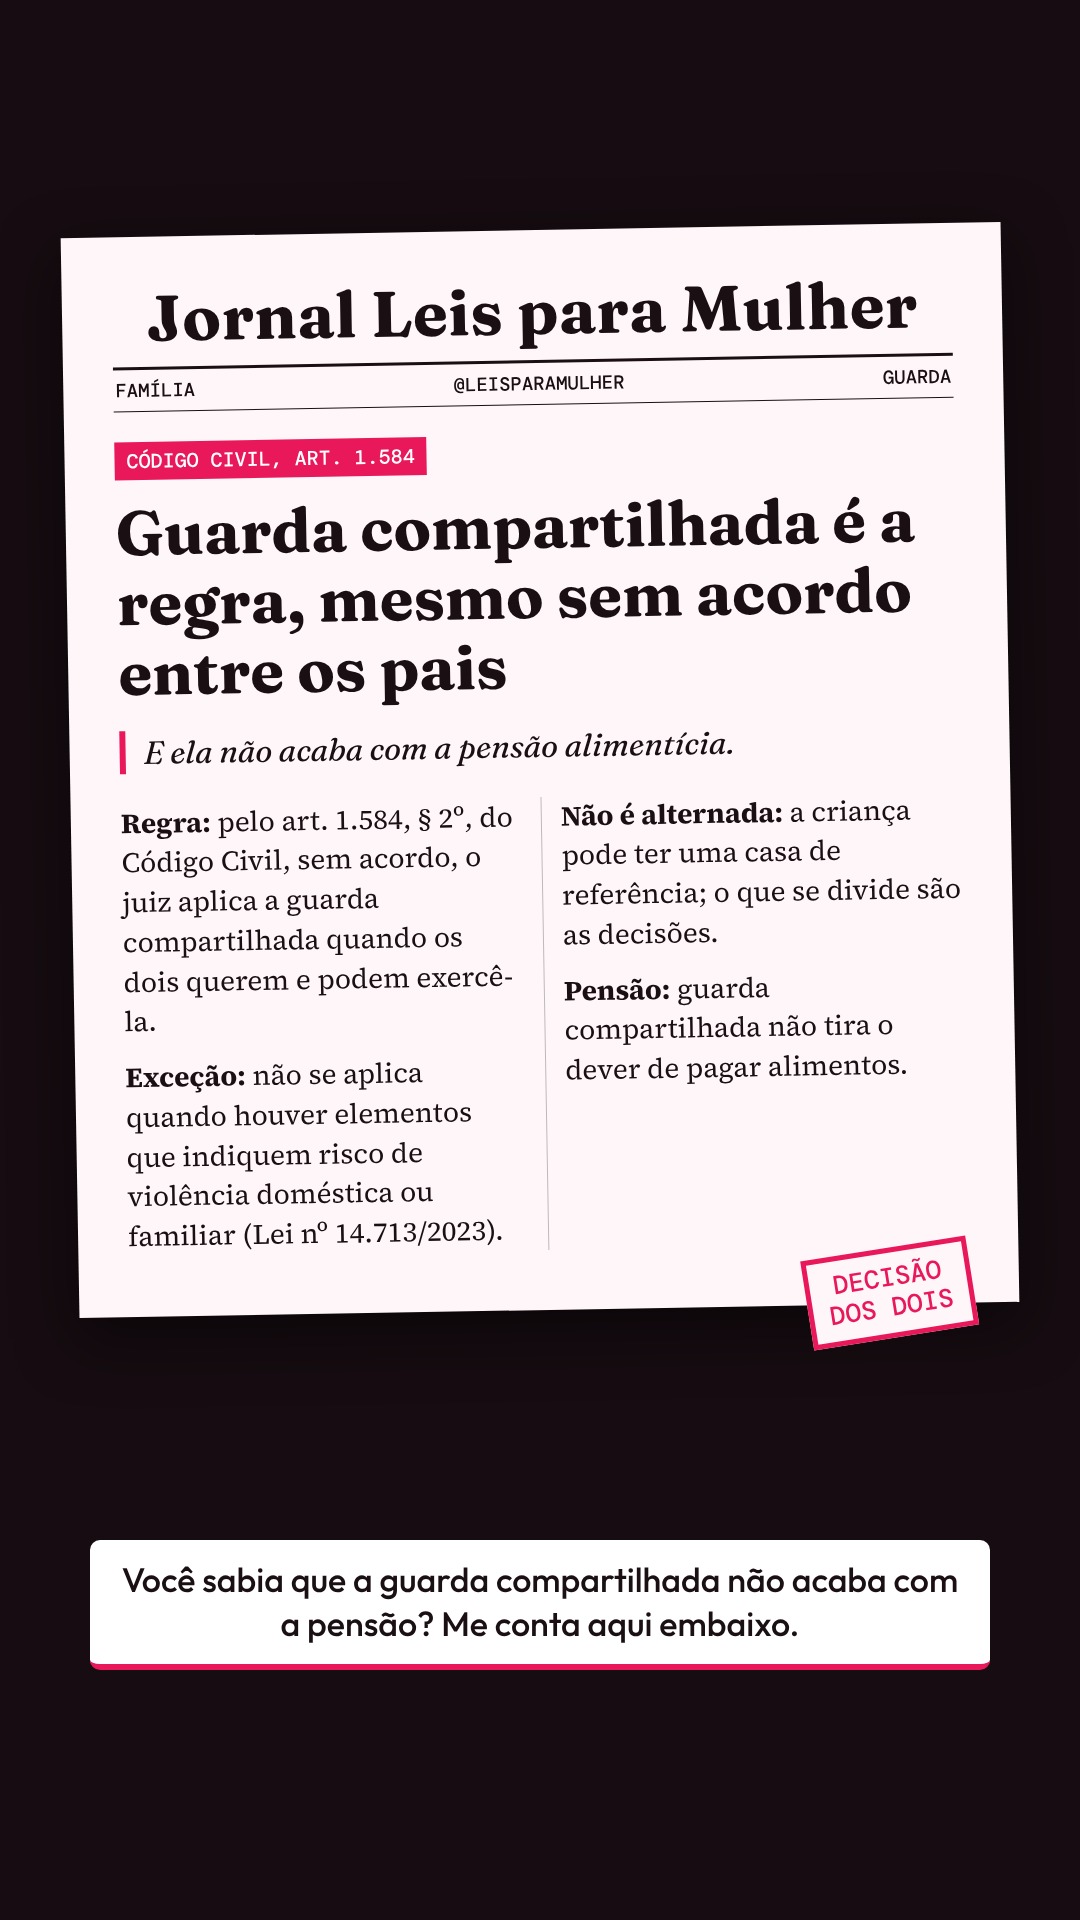 Jornal Leis para Mulher
FAMÍLIA
@LEISPARAMULHER
GUARDA
CÓDIGO CIVIL, ART. 1.584
Guarda compartilhada é a
regra, mesmo sem acordo
entre os pais
E ela não acaba com a pensão alimentícia.
Regra: pelo art. 1.584, § 2º, do
Código Civil, sem acordo, o
juiz aplica a guarda
compartilhada quando os
dois querem e podem exercê-
la.
Exceção: não se aplica
quando houver elementos
que indiquem risco de
violência doméstica ou
familiar (Lei nº 14.713/2023).
Não é alternada: a criança
pode ter uma casa de
referência; o que se divide são
as decisões.
Pensão: guarda
compartilhada não tira o
dever de pagar alimentos.
DECISÃO
DOS DOIS
Você sabia que a guarda compartilhada não acaba com
a pensão? Me conta aqui embaixo.